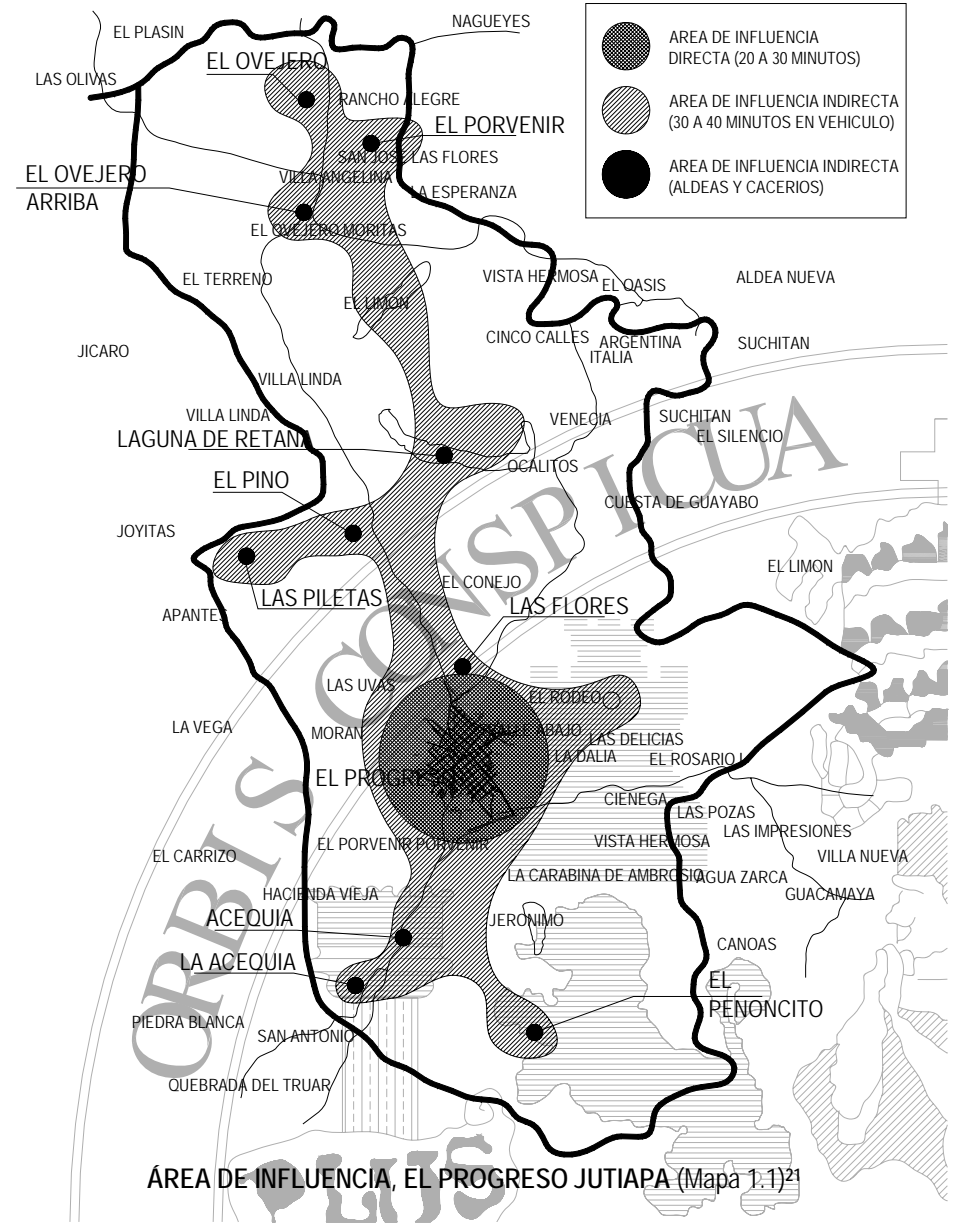 NAGUEYES
EL PLASIN
AREA DE INFLUENCIA
DIRECTA (20 A 30 MINUTOS)
EL OVEJERO
LAS OLIVAS
RANCHO ALEGRE
AREA DE INFLUENCIA INDIRECTA
(30 A 40 MINUTOS EN VEHICULO)
EL PORVENIR
SAN JOSE LAS FLORES
AREA DE INFLUENCIA INDIRECTA
(ALDEAS Y CACERIOS)
EL OVEJERO
ARRIBA
VILLA ANGELINA
LA ESPERANZA
EL OVEJERO MORITAS
EL TERRENO
VISTA HERMOSA
EL OASIS
ALDEA NUEVA
EL LIMON
CINCO CALLES
ARGENTINA
ITALIA
SUCHITAN
JICARO
VILLA LINDA
VILLA LINDA
VENECIA
SUCHITAN
EL SILENCIO
LAGUNA DE RETANA
OCALITOS
EL PINO
CUESTA DE GUAYABO
JOYITAS
EL LIMON
EL CONEJO
LAS PILETAS
LAS FLORES
APANTES
LAS UVAS
EL RODEO
LA VEGA
MORAN
VALLE ABAJO
LAS DELICIAS
LA DALIA
EL ROSARIO
EL PROGRE
CIENEGA
LAS POZAS
LAS IMPRESIONES
EL PORVENIR PORVENIR
VISTA HERMOSA
EL CARRIZO
VILLA NUEVA
LA CARABINA DE AMBROSIO
AGUA ZARCA
HACIENDA VIEJA
GUACAMAYA
ACEQUIA
JERONIMO
CANOAS
LA ACEQUIA
EL
PENONCITO
PIEDRA BLANCA
SAN ANTONIO
QUEBRADA DEL TRUAR
ORBIS CONSPICUA
ÁREA DE INFLUENCIA, EL PROGRESO JUTIAPA (Mapa 1.1)²¹